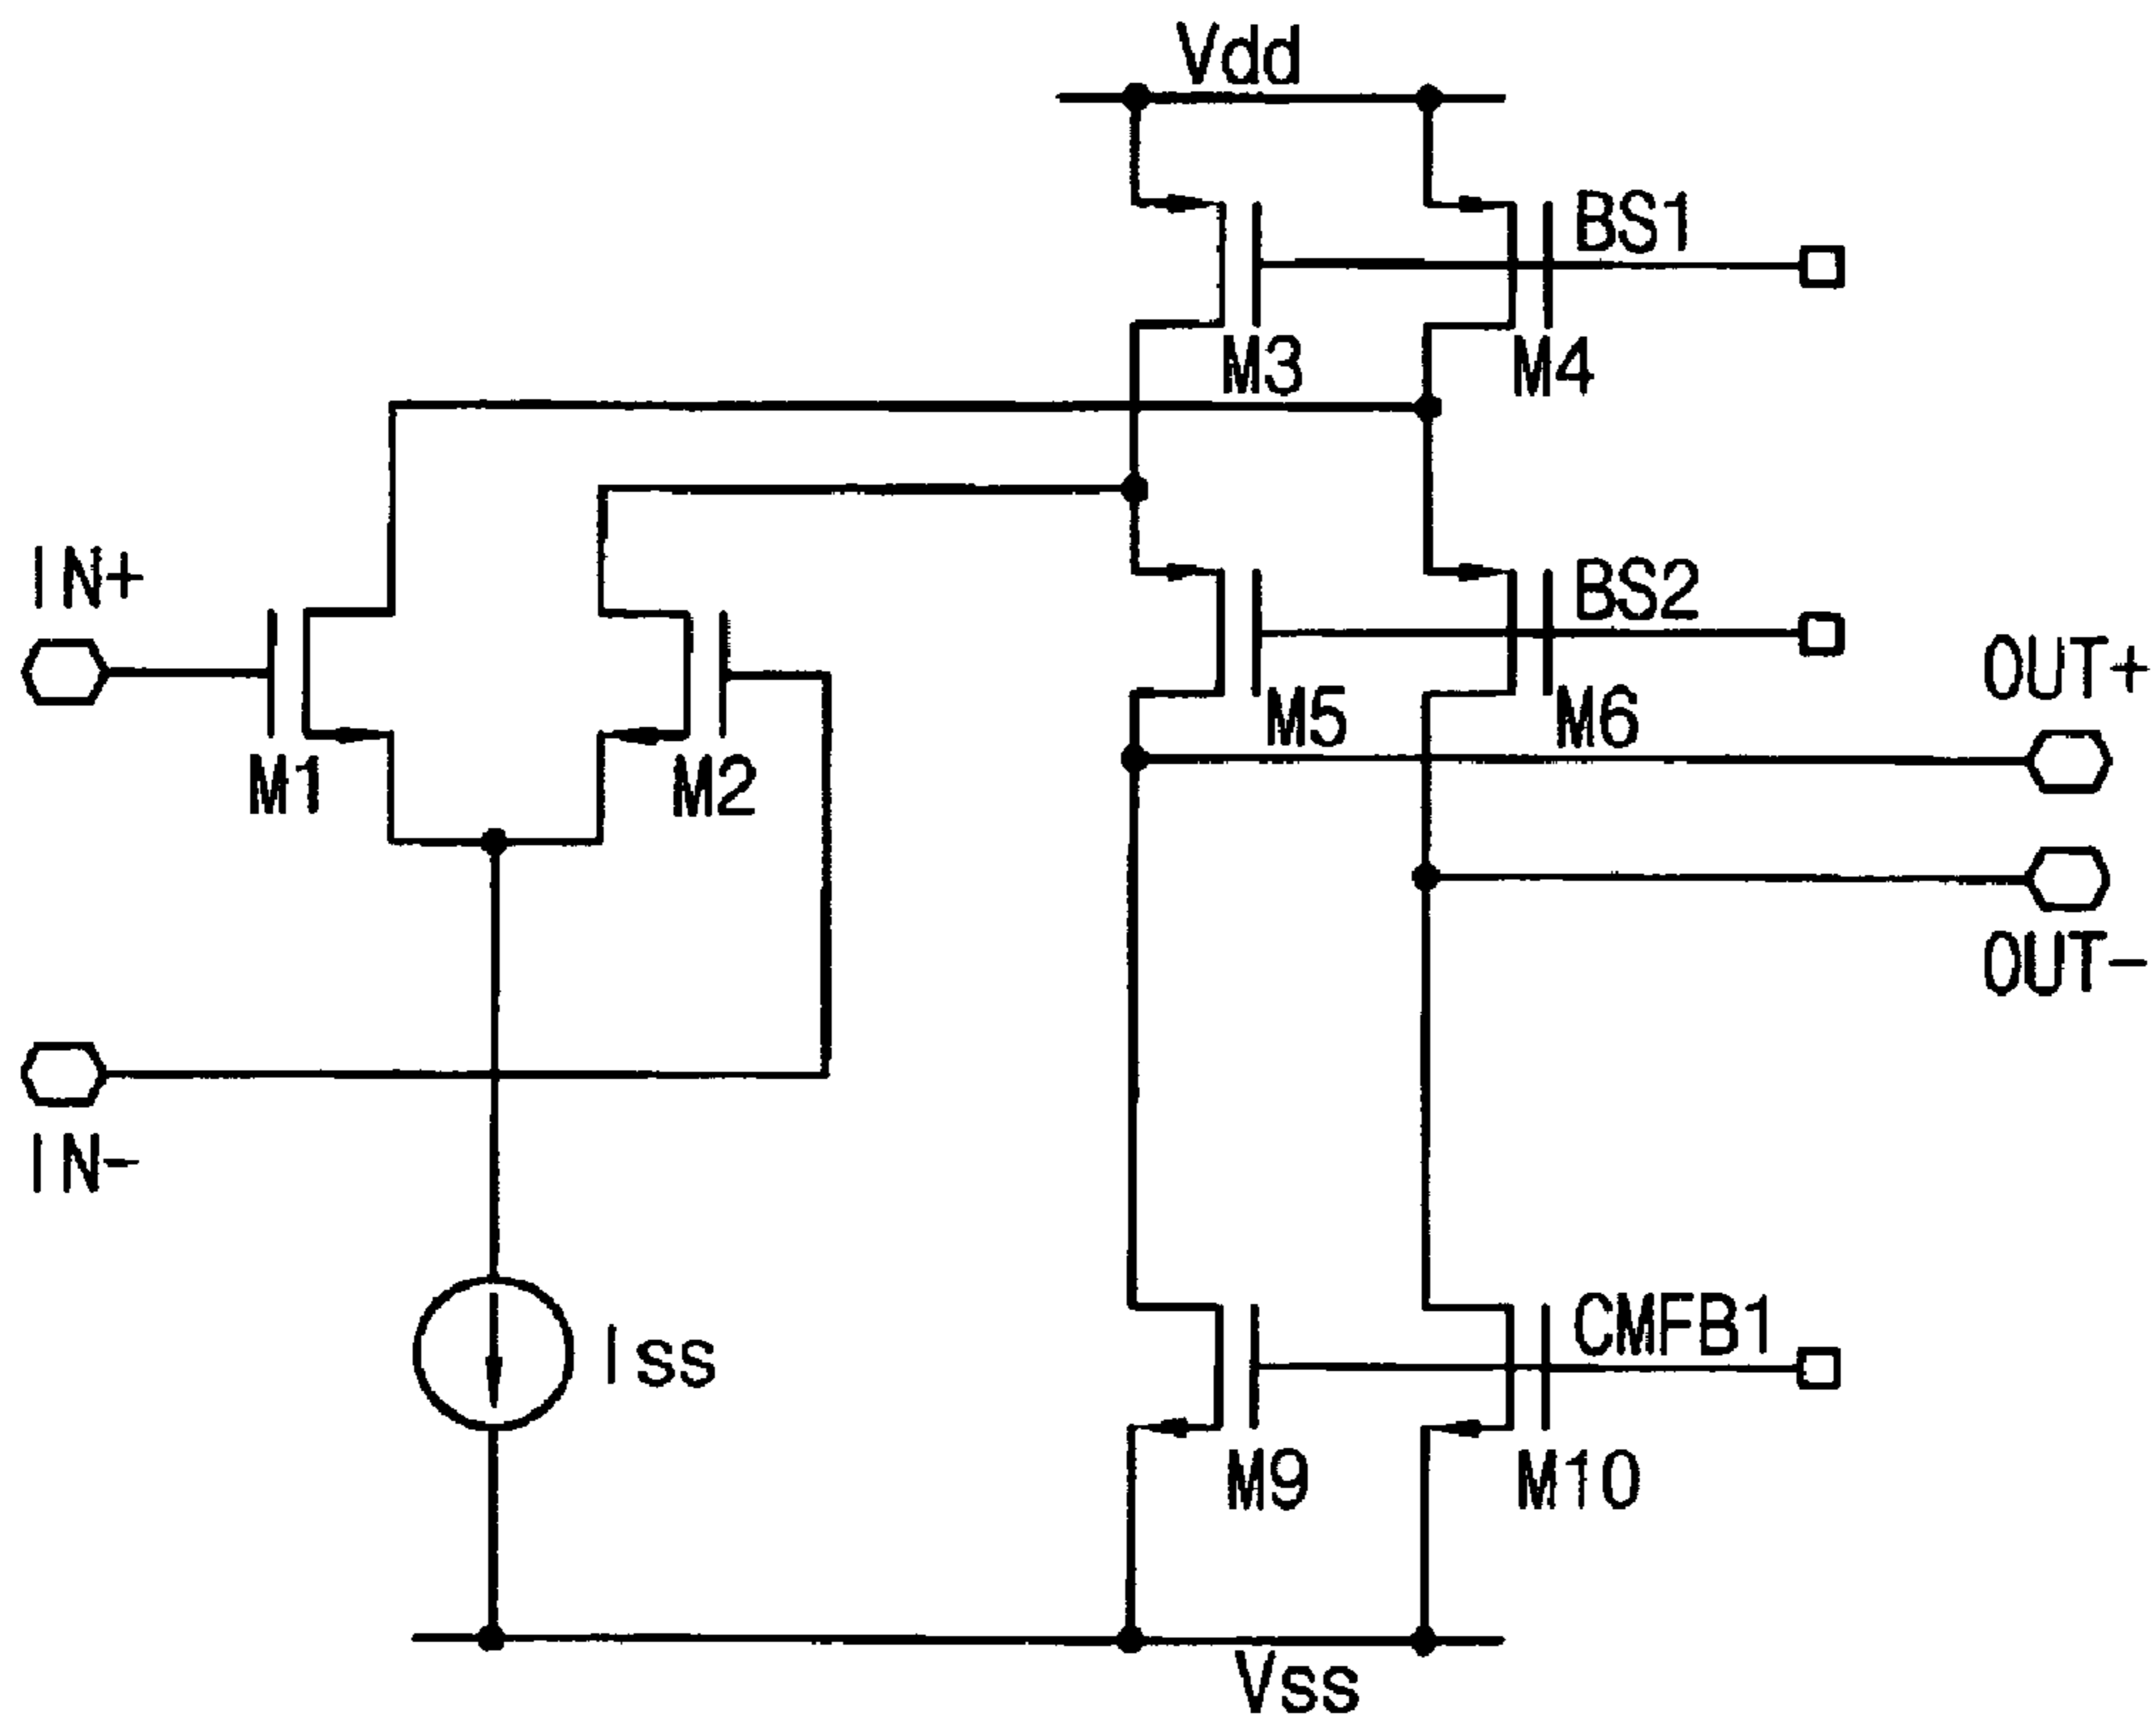 Vdd
BS1
M3
M4
IN+
BS2
OUT+
M5
M6
M1
M2
OUT-
IN-
CMFB1
Iss
M9
M10
Vss